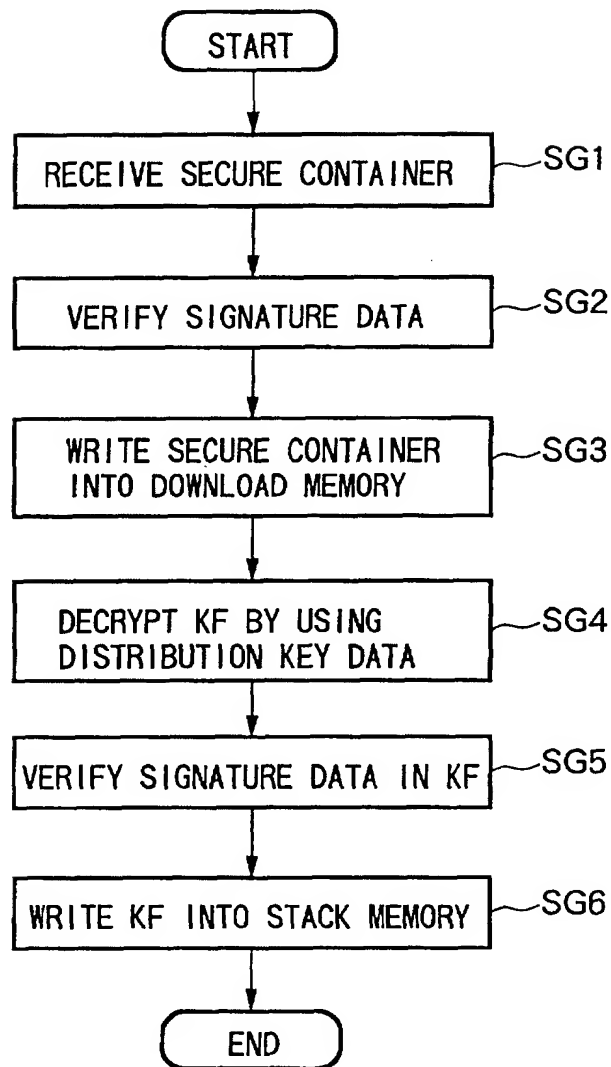 START
RECEIVE SECURE CONTAINER
SG1
VERIFY SIGNATURE DATA
SG2
WRITE SECURE CONTAINER
INTO DOWNLOAD MEMORY
SG3
DECRYPT KF BY USING
DISTRIBUTION KEY DATA
SG4
VERIFY SIGNATURE DATA IN KF
SG5
WRITE KF INTO STACK MEMORY
SG6
END